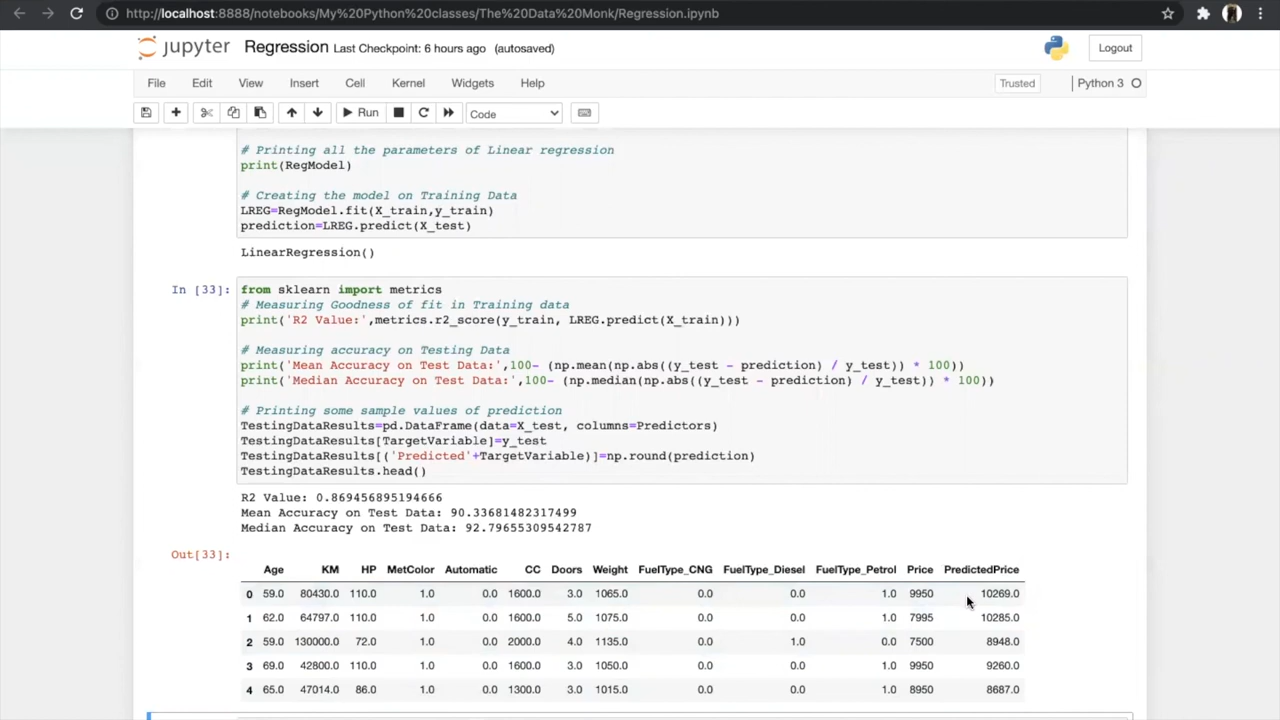 http://localhost:8888/notebooks/My%20Python%20classes/The%20Data%20Monk/Regression.ipynb
jupyter Regression Last Checkpoint: 6 hours ago (autosaved) Logout
File Edit View Insert Cell Kernel Widgets Help Trusted Python 3
Run Code
# Printing all the parameters of Linear regression
print(RegModel)
# Creating the model on Training Data
LREG=RegModel.fit(X_train,y_train)
prediction=LREG.predict(X_test)
LinearRegression()
In [33]: from sklearn import metrics
# Measuring Goodness of fit in Training data
print('R2 Value:',metrics.r2_score(y_train, LREG.predict(X_train)))
# Measuring accuracy on Testing Data
print('Mean Accuracy on Test Data:',100- (np.mean(np.abs((y_test - prediction) / y_test)) * 100))
print('Median Accuracy on Test Data:',100- (np.median(np.abs((y_test - prediction) / y_test)) * 100))
# Printing some sample values of prediction
TestingDataResults=pd.DataFrame(data=X_test, columns=Predictors)
TestingDataResults[TargetVariable]=y_test
TestingDataResults[('Predicted'+TargetVariable)]=np.round(prediction)
TestingDataResults.head()
R2 Value: 0.869456895194666
Mean Accuracy on Test Data: 90.33681482317499
Median Accuracy on Test Data: 92.79655309542787
Out[33]:
Age KM HP MetColor Automatic CC Doors Weight FuelType_CNG FuelType_Diesel FuelType_Petrol Price PredictedPrice
0 59.0 80430.0 110.0 1.0 0.0 1600.0 3.0 1065.0 0.0 0.0 1.0 9950 10269.0
1 62.0 64797.0 110.0 1.0 0.0 1600.0 5.0 1075.0 0.0 0.0 1.0 7995 10285.0
2 59.0 130000.0 72.0 1.0 0.0 2000.0 4.0 1135.0 0.0 1.0 0.0 7500 8948.0
3 69.0 42800.0 110.0 1.0 0.0 1600.0 3.0 1050.0 0.0 0.0 1.0 9950 9260.0
4 65.0 47014.0 86.0 1.0 0.0 1300.0 3.0 1015.0 0.0 0.0 1.0 8950 8687.0